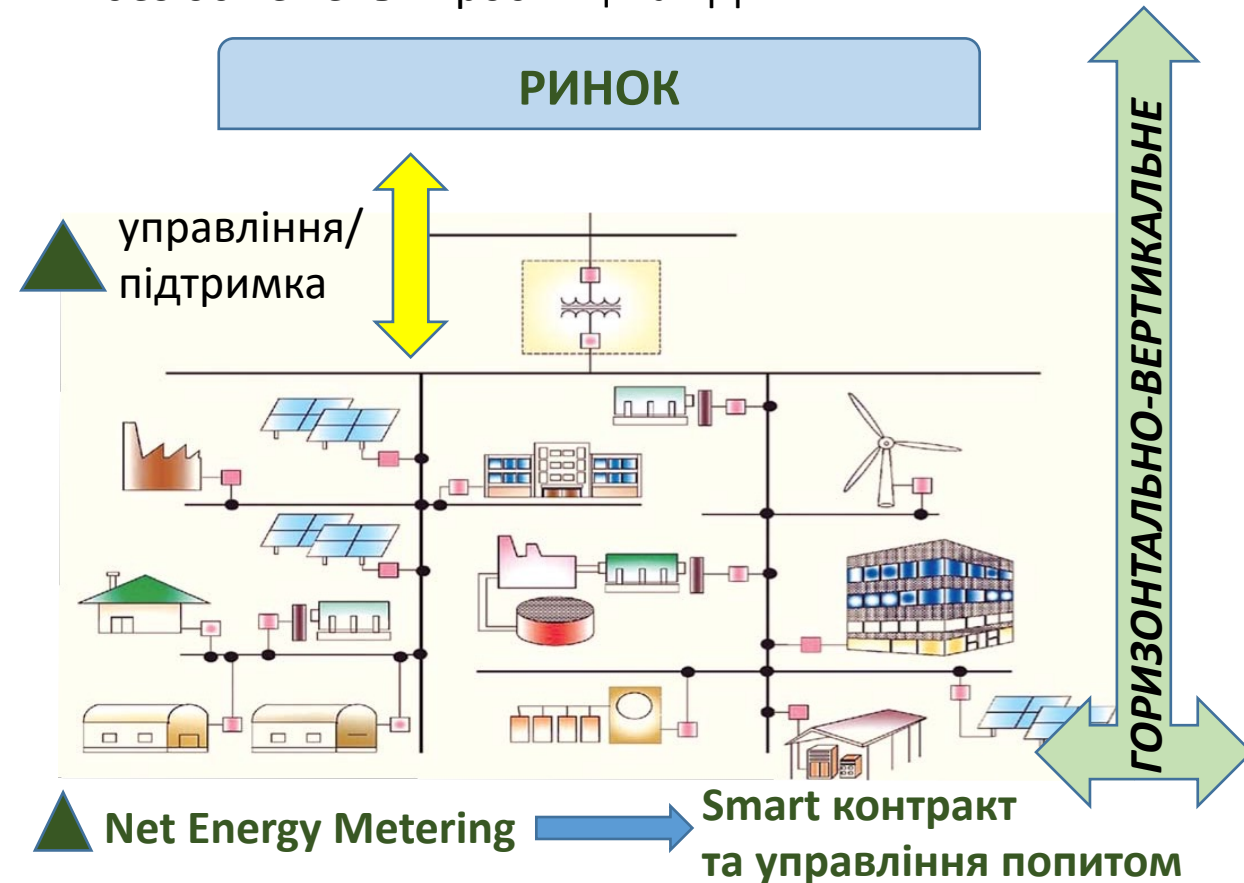 РИНОК
управління/
підтримка
ГОРИЗОНТАЛЬНО-ВЕРТИКАЛЬНЕ
Net Energy Metering
Smart контракт
та управління попитом